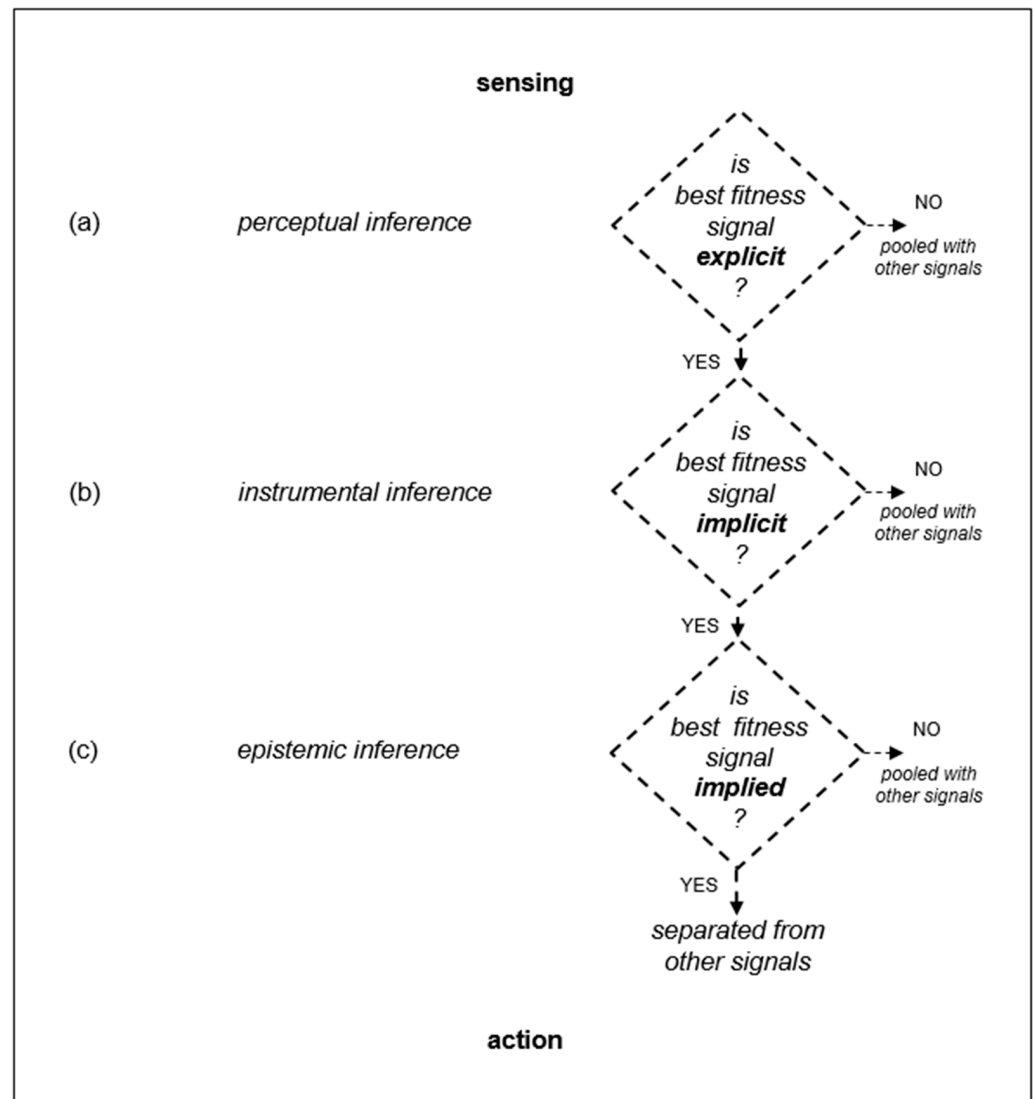 sensing
(a)
perceptual inference
is
best fitness
signal
explicit
?
NO
pooled with
other signals
YES
(b)
instrumental inference
is
best fitness
signal
implicit
?
NO
pooled with
other signals
YES
(c)
epistemic inference
is
best fitness
signal
implied
?
NO
pooled with
other signals
YES
separated from
other signals
action